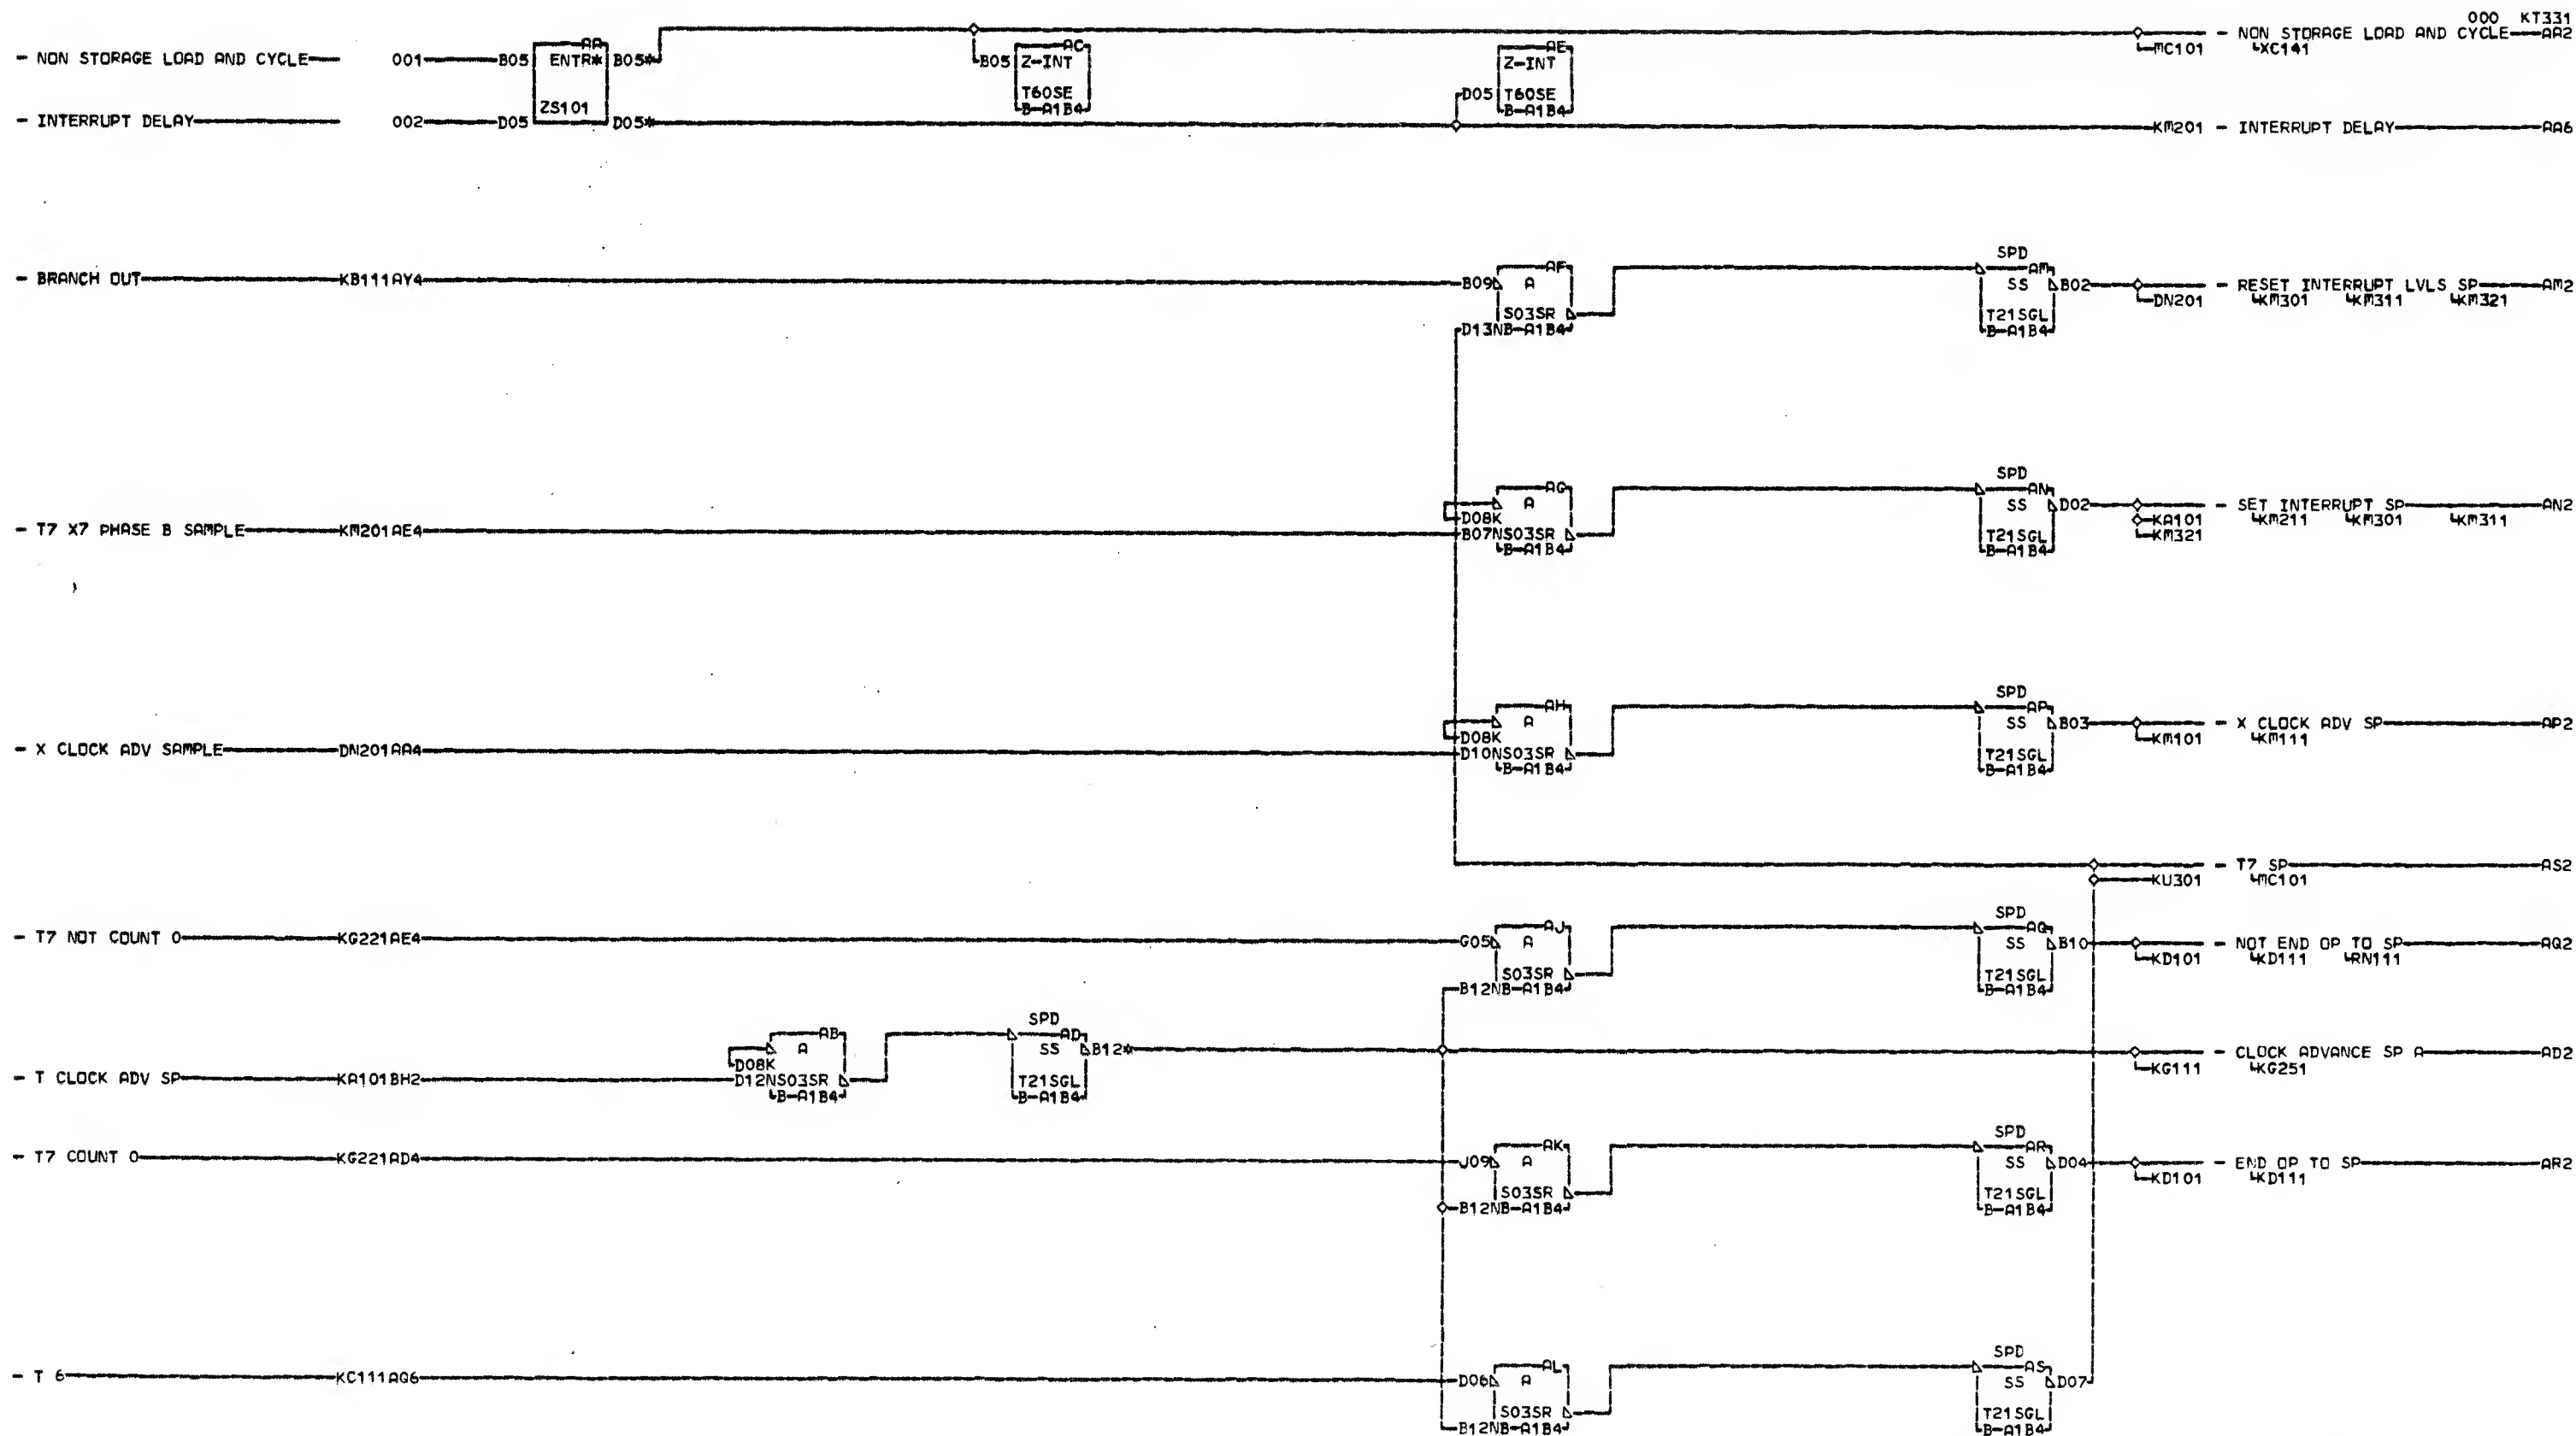 000 KT331
- NON STORAGE LOAD AND CYCLE 001 B05 AA ENTR* B05* B05 AC Z-INT AE Z-INT - NON STORAGE LOAD AND CYCLE AA2
MC101 XC141
ZS101 T60SE D05 T60SE
B-A1B4 B-A1B4
- INTERRUPT DELAY 002 D05 D05* KM201 - INTERRUPT DELAY AA6
SPD
AF AM
- BRANCH OUT KB111AY4 B09 A SS B02 - RESET INTERRUPT LVLS SP AM2
DN201 KM301 KM311 KM321
S03SR T21SGL
D13NB-A1B4 B-A1B4
SPD
AG AN
A SS D02 - SET INTERRUPT SP AN2
D08K KA101 KM211 KM301 KM311
- T7 X7 PHASE B SAMPLE KM201AE4 B07NS03SR T21SGL KM321
B-A1B4 B-A1B4
SPD
AH AP
A SS B03 - X CLOCK ADV SP AP2
D08K KM101 KM111
- X CLOCK ADV SAMPLE DN201AA4 D10NS03SR T21SGL
B-A1B4 B-A1B4
- T7 SP AS2
KU301 MC101
SPD
AJ AQ
- T7 NOT COUNT 0 KG221AE4 G05 A SS B10 - NOT END OP TO SP AQ2
KD101 KD111 RN111
S03SR T21SGL
B12NB-A1B4 B-A1B4
SPD
AB AD
A SS B12* - CLOCK ADVANCE SP A AD2
D08K KG111 KG251
- T CLOCK ADV SP KA101BH2 D12NS03SR T21SGL
B-A1B4 B-A1B4
SPD
AK AR
- T7 COUNT 0 KG221AD4 J09 A SS D04 - END OP TO SP AR2
KD101 KD111
S03SR T21SGL
B12NB-A1B4 B-A1B4
SPD
AL AS
- T 6 KC111AQ6 D06 A SS D07
S03SR T21SGL
B12NB-A1B4 B-A1B4